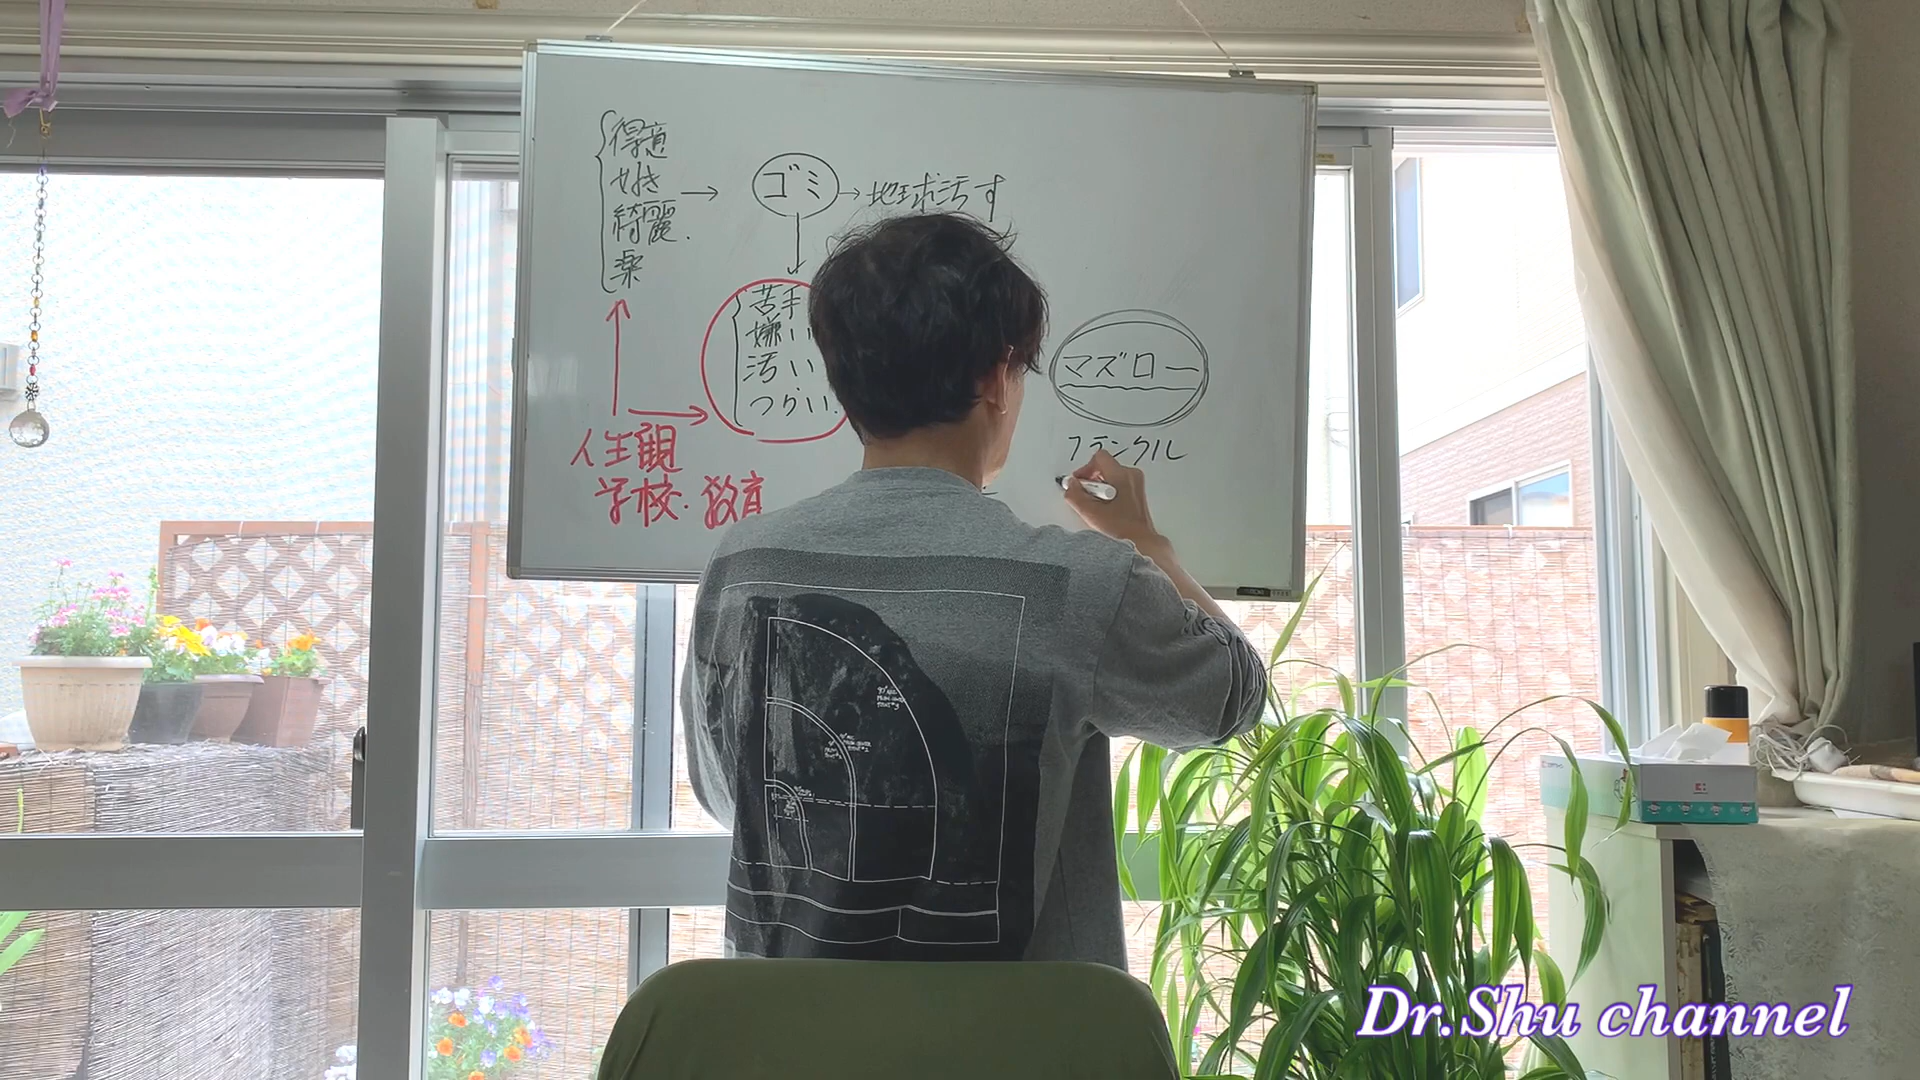 得意
好き
綺麗.
楽
→
ゴミ
→地球汚す
苦手
嫌い
汚い.
つらい.
人生観
学校・教育
マズロー
フランクル
Dr.Shu channel